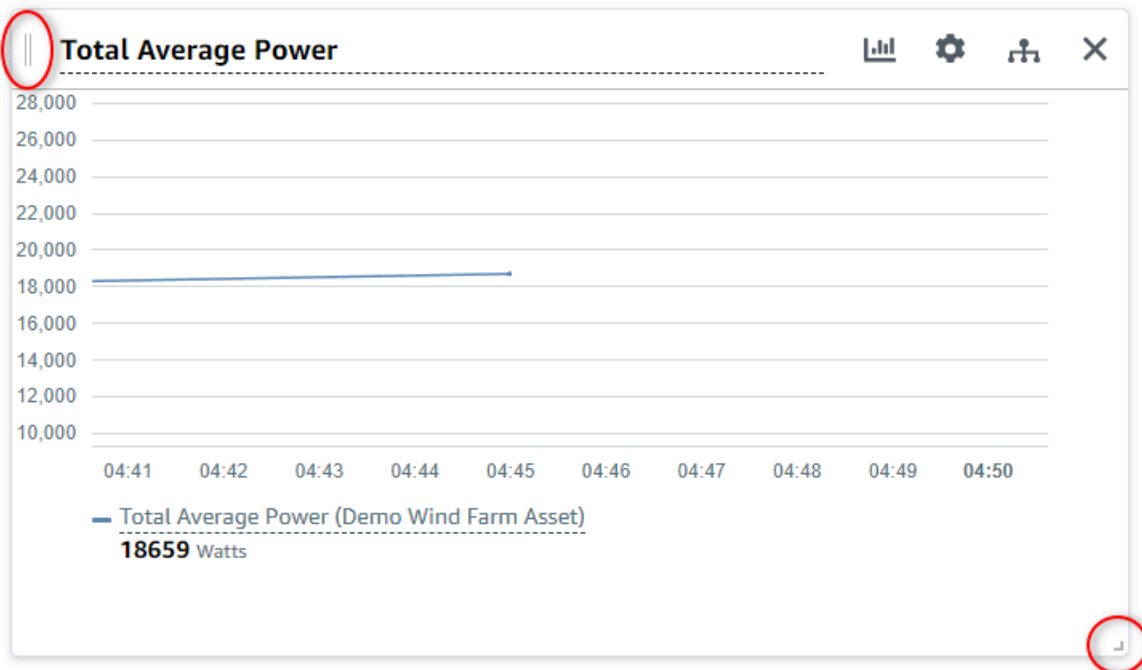 Total Average Power
28,000
26,000
24,000
22,000
20,000
18,000
16,000
14,000
12,000
10,000
04:41 04:42 04:43 04:44 04:45 04:46 04:47 04:48 04:49 04:50
Total Average Power (Demo Wind Farm Asset)
18659 Watts